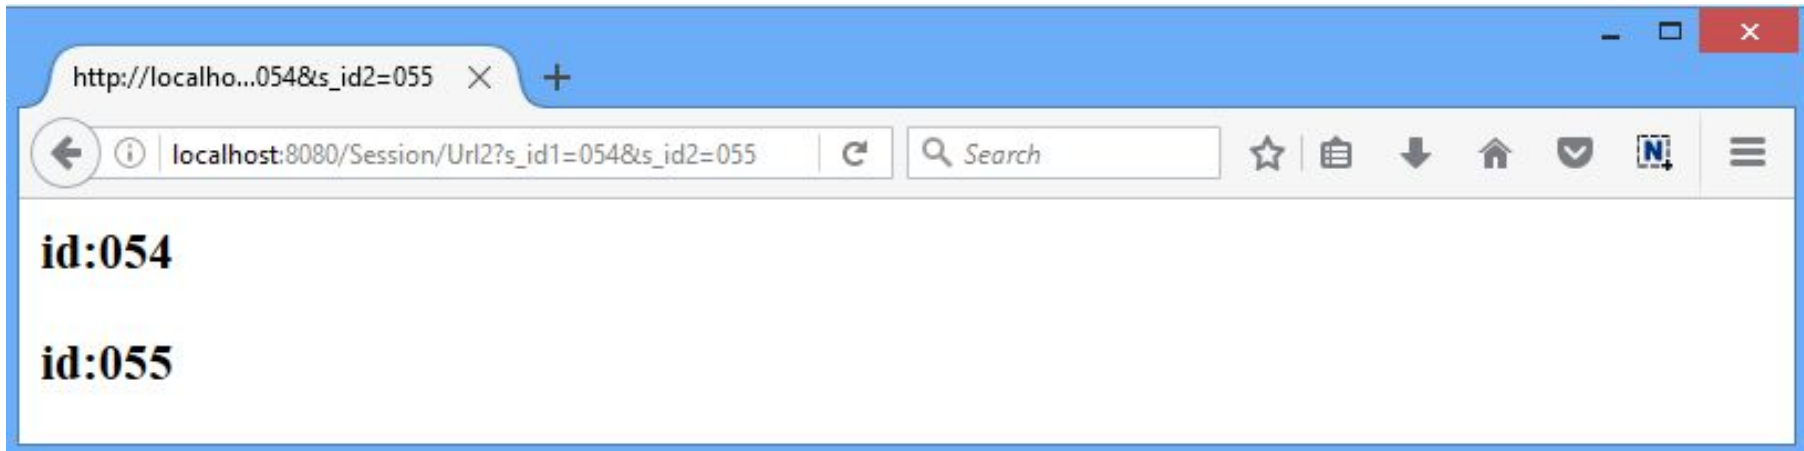 http://localho...054&s_id2=055
localhost:8080/Session/Url2?s_id1=054&s_id2=055
Search
N
id:054
id:055